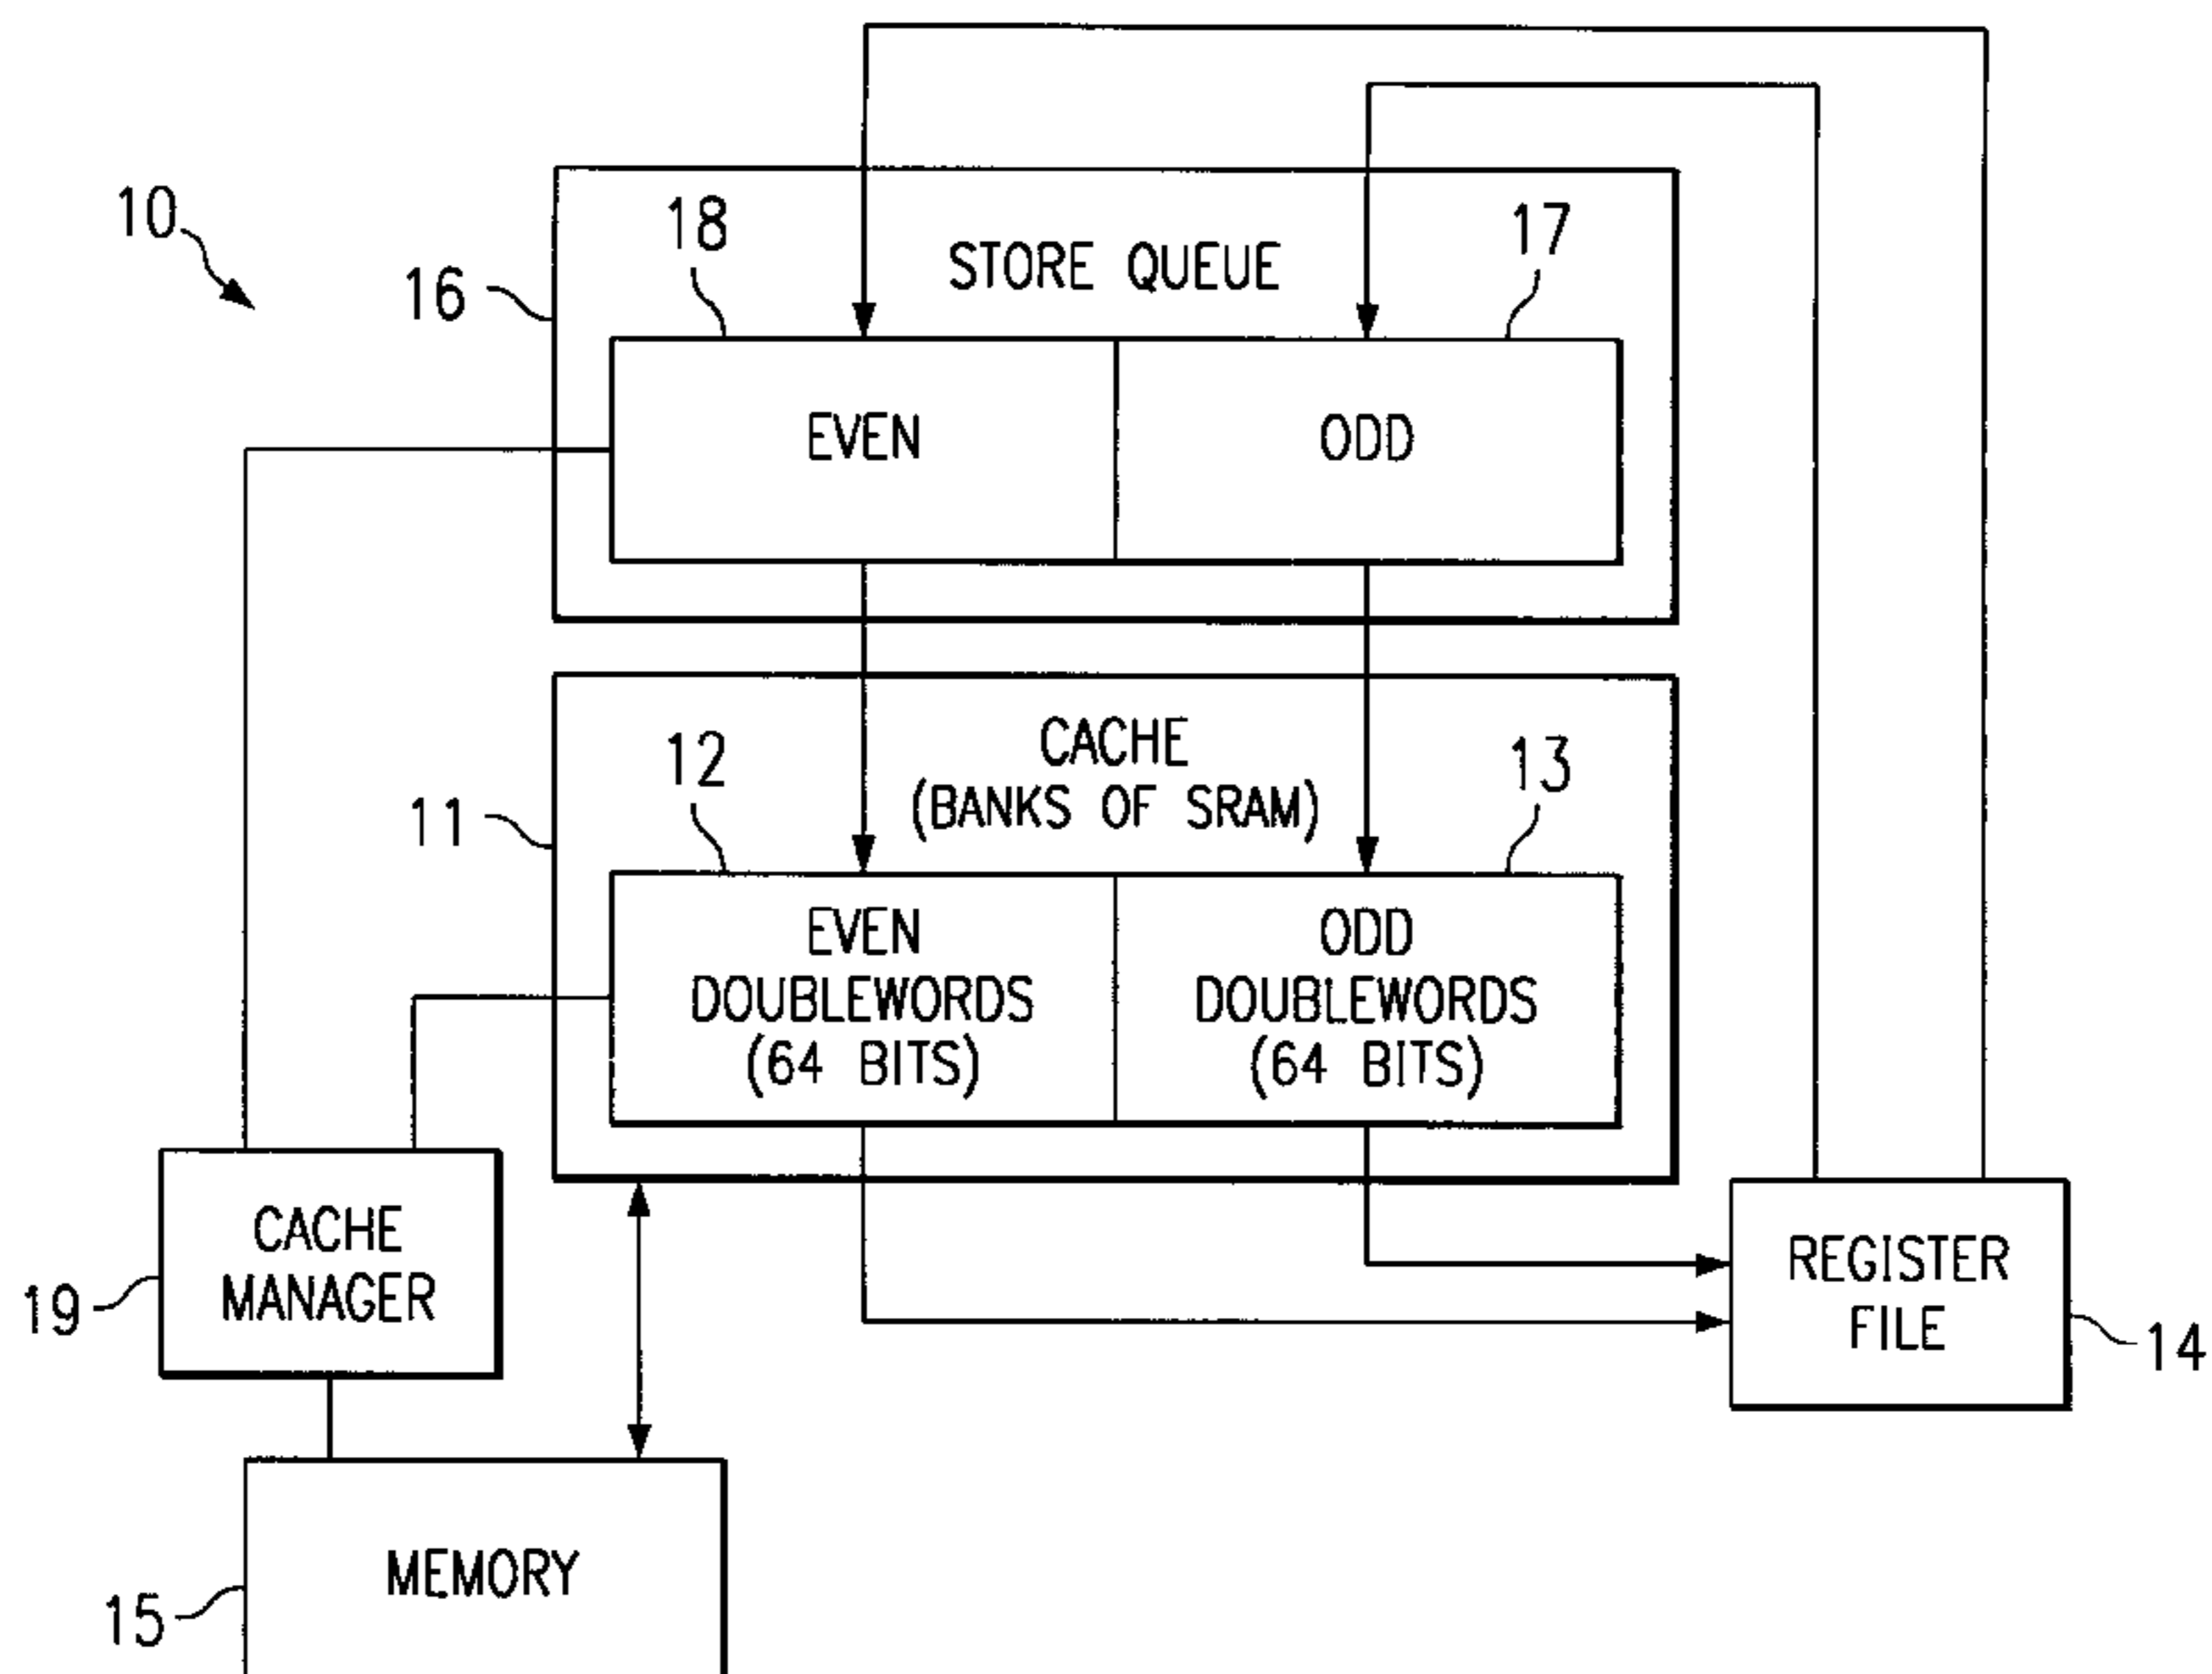 10
16
18
STORE QUEUE
17
EVEN
ODD
11
12
CACHE
(BANKS OF SRAM)
13
EVEN
DOUBLEWORDS
(64 BITS)
ODD
DOUBLEWORDS
(64 BITS)
CACHE
MANAGER
19
REGISTER
FILE
14
MEMORY
15